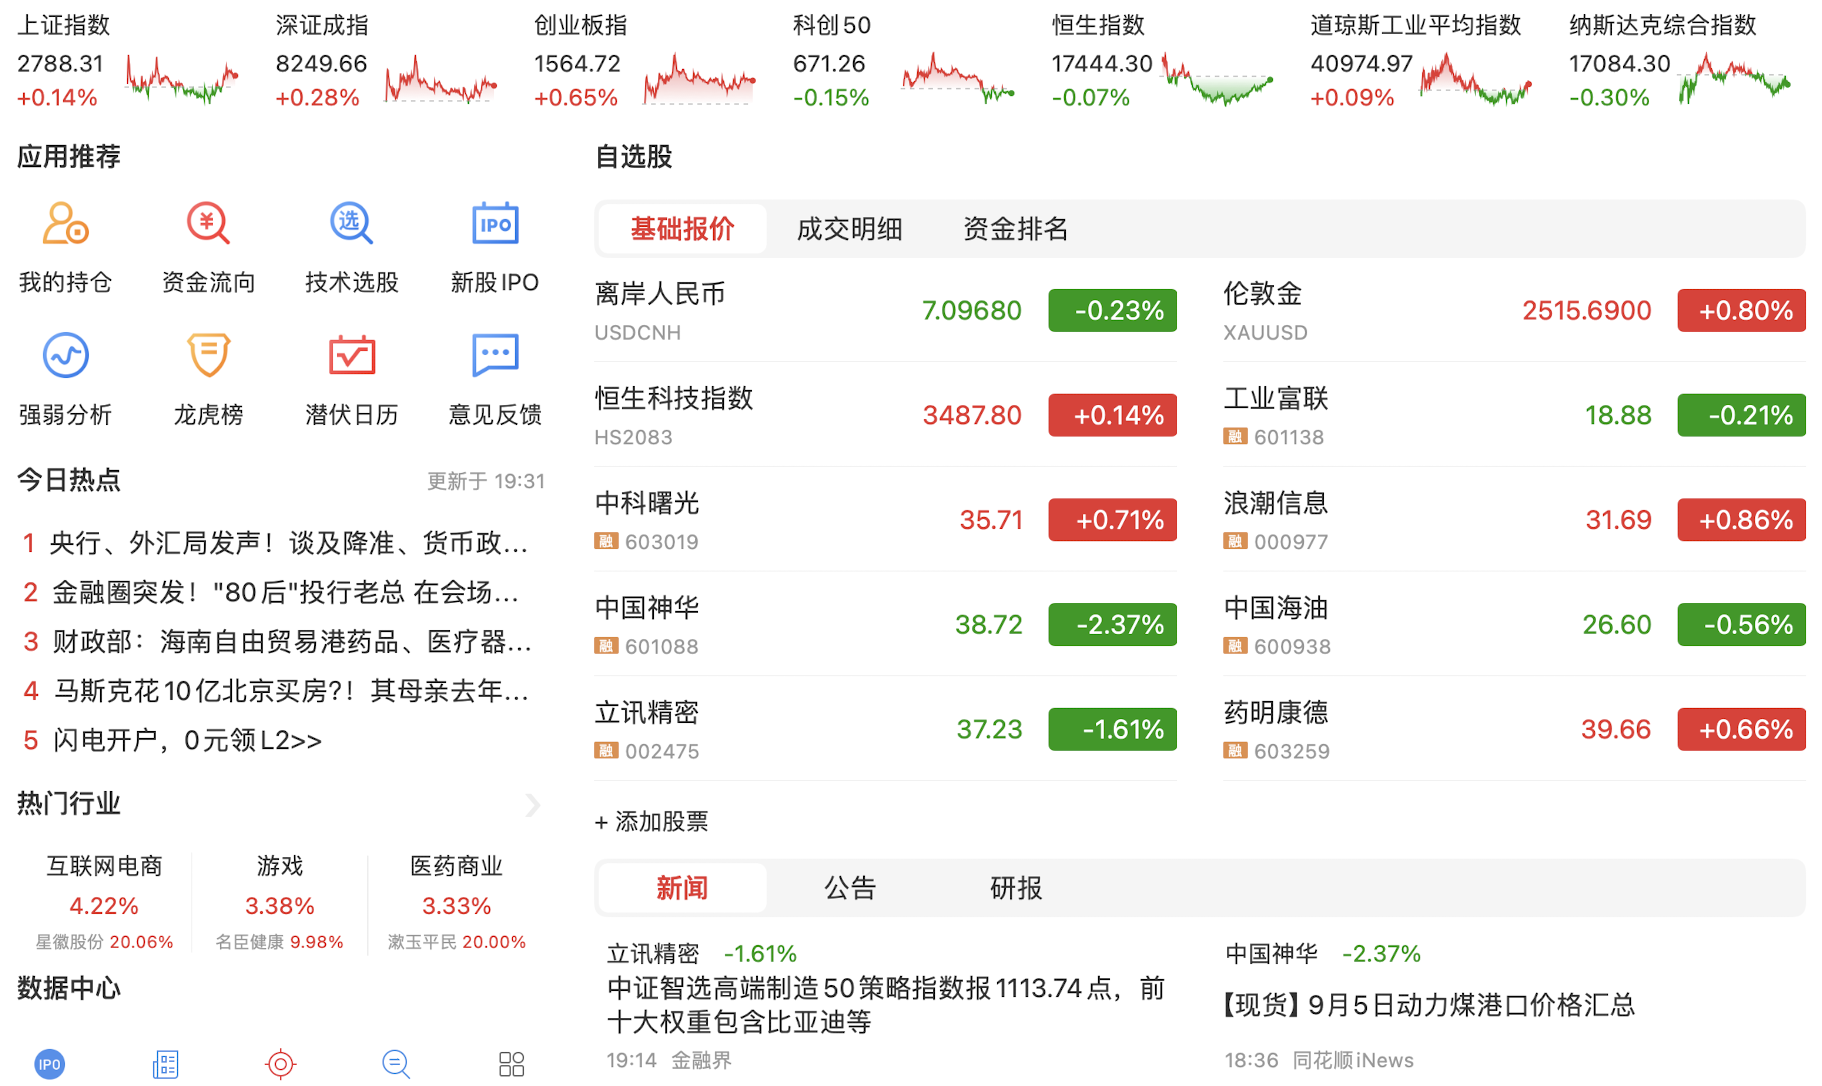 上证指数
2788.31
+0.14%
深证成指
8249.66
+0.28%
创业板指
1564.72
+0.65%
科创50
671.26
-0.15%
恒生指数
17444.30
-0.07%
道琼斯工业平均指数
40974.97
+0.09%
纳斯达克综合指数
17084.30
-0.30%
应用推荐
我的持仓
资金流向
选
技术选股
IPO
新股IPO
强弱分析
龙虎榜
潜伏日历
意见反馈
今日热点
更新于 19:31
1 央行、外汇局发声！谈及降准、货币政...
2 金融圈突发！"80后"投行老总 在会场...
3 财政部：海南自由贸易港药品、医疗器...
4 马斯克花10亿北京买房?！其母亲去年...
5 闪电开户，0元领L2>>
热门行业
互联网电商
4.22%
星徽股份 20.06%
游戏
3.38%
名臣健康 9.98%
医药商业
3.33%
漱玉平民 20.00%
数据中心
IPO
自选股
基础报价 成交明细 资金排名
离岸人民币
USDCNH
7.09680
-0.23%
伦敦金
XAUUSD
2515.6900
+0.80%
恒生科技指数
HS2083
3487.80
+0.14%
工业富联
融 601138
18.88
-0.21%
中科曙光
融 603019
35.71
+0.71%
浪潮信息
融 000977
31.69
+0.86%
中国神华
融 601088
38.72
-2.37%
中国海油
融 600938
26.60
-0.56%
立讯精密
融 002475
37.23
-1.61%
药明康德
融 603259
39.66
+0.66%
+ 添加股票
新闻 公告 研报
立讯精密 -1.61%
中证智选高端制造50策略指数报1113.74点，前
十大权重包含比亚迪等
19:14 金融界
中国神华 -2.37%
【现货】9月5日动力煤港口价格汇总
18:36 同花顺iNews